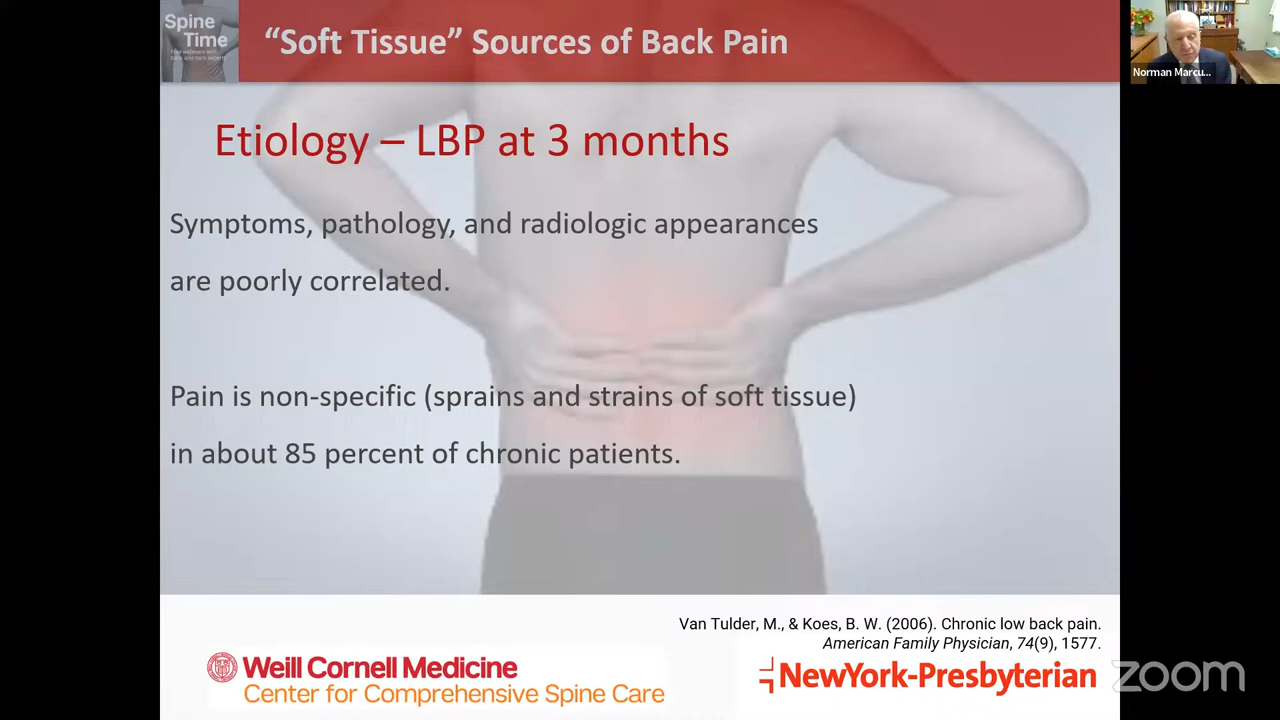 Spine
Time
"Soft Tissue" Sources of Back Pain
Norman Marcu...
Etiology – LBP at 3 months
Symptoms, pathology, and radiologic appearances
are poorly correlated.
Pain is non-specific (sprains and strains of soft tissue)
in about 85 percent of chronic patients.
Van Tulder, M., & Koes, B. W. (2006). Chronic low back pain.
American Family Physician, 74(9), 1577.
Weill Cornell Medicine
Center for Comprehensive Spine Care
NewYork-Presbyterian
zoom